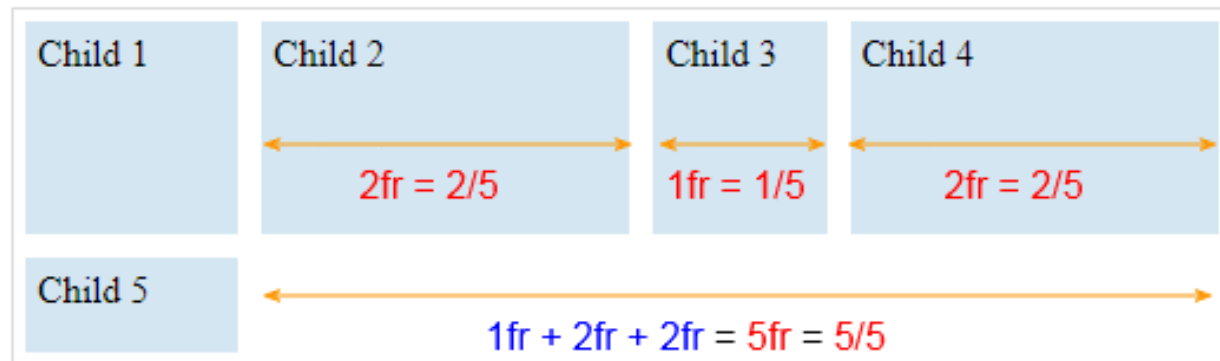 Child 1 Child 2 Child 3 Child 4
2fr = 2/5 1fr = 1/5 2fr = 2/5
Child 5
1fr + 2fr + 2fr = 5fr = 5/5